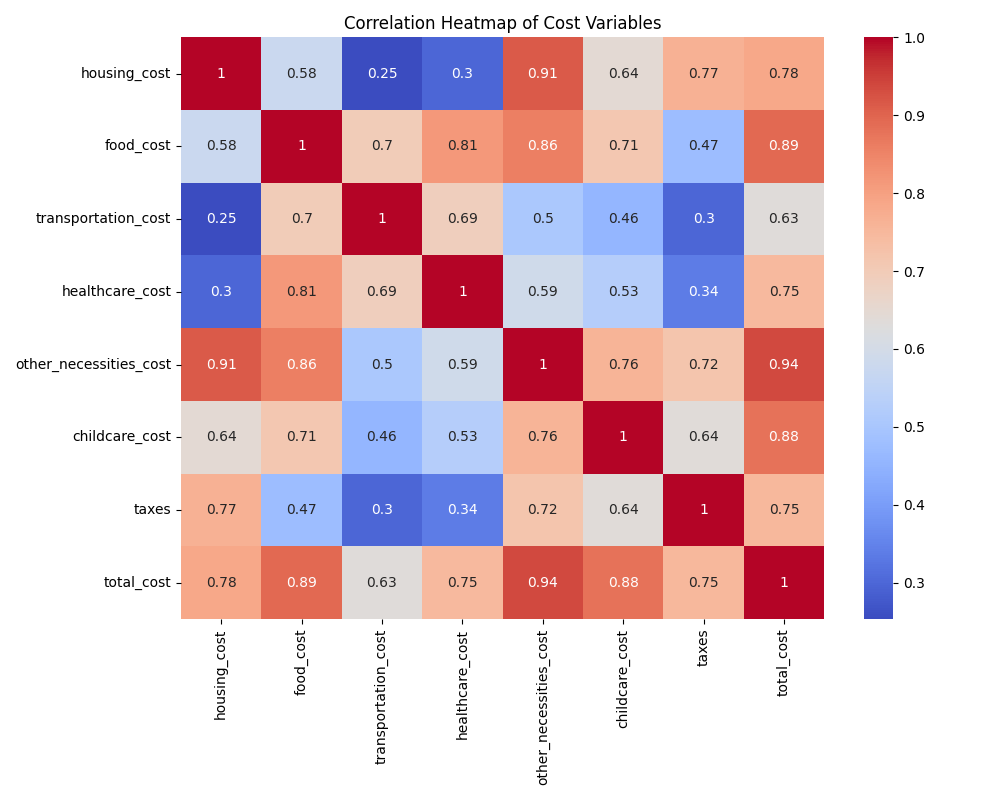 Correlation Heatmap of Cost Variables
housing_cost 1 0.58 0.25 0.3 0.91 0.64 0.77 0.78
food_cost 0.58 1 0.7 0.81 0.86 0.71 0.47 0.89
transportation_cost 0.25 0.7 1 0.69 0.5 0.46 0.3 0.63
healthcare_cost 0.3 0.81 0.69 1 0.59 0.53 0.34 0.75
other_necessities_cost 0.91 0.86 0.5 0.59 1 0.76 0.72 0.94
childcare_cost 0.64 0.71 0.46 0.53 0.76 1 0.64 0.88
taxes 0.77 0.47 0.3 0.34 0.72 0.64 1 0.75
total_cost 0.78 0.89 0.63 0.75 0.94 0.88 0.75 1
housing_cost
food_cost
transportation_cost
healthcare_cost
other_necessities_cost
childcare_cost
taxes
total_cost
1.0
0.9
0.8
0.7
0.6
0.5
0.4
0.3